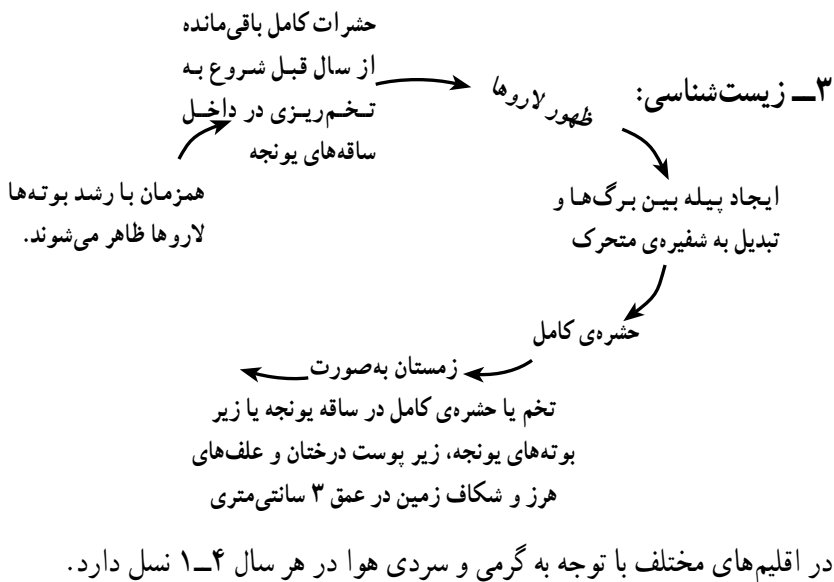 ۳ــ زیست‌شناسی:
حشرات کامل باقی‌مانده
از سال قبل شروع به
تخم‌ریزی در داخل
ساقه‌های یونجه
ظهور لاروها
ایجاد پیله بین برگ‌ها و
تبدیل به شفیره‌ی متحرک
حشره‌ی کامل
زمستان به‌صورت
تخم یا حشره‌ی کامل در ساقه یونجه یا زیر
بوته‌های یونجه، زیر پوست درختان و علف‌های
هرز و شکاف زمین در عمق ۳ سانتی‌متری
همزمان با رشد بوته‌ها
لاروها ظاهر می‌شوند.
در اقلیم‌های مختلف با توجه به گرمی و سردی هوا در هر سال ۴ــ۱ نسل دارد.